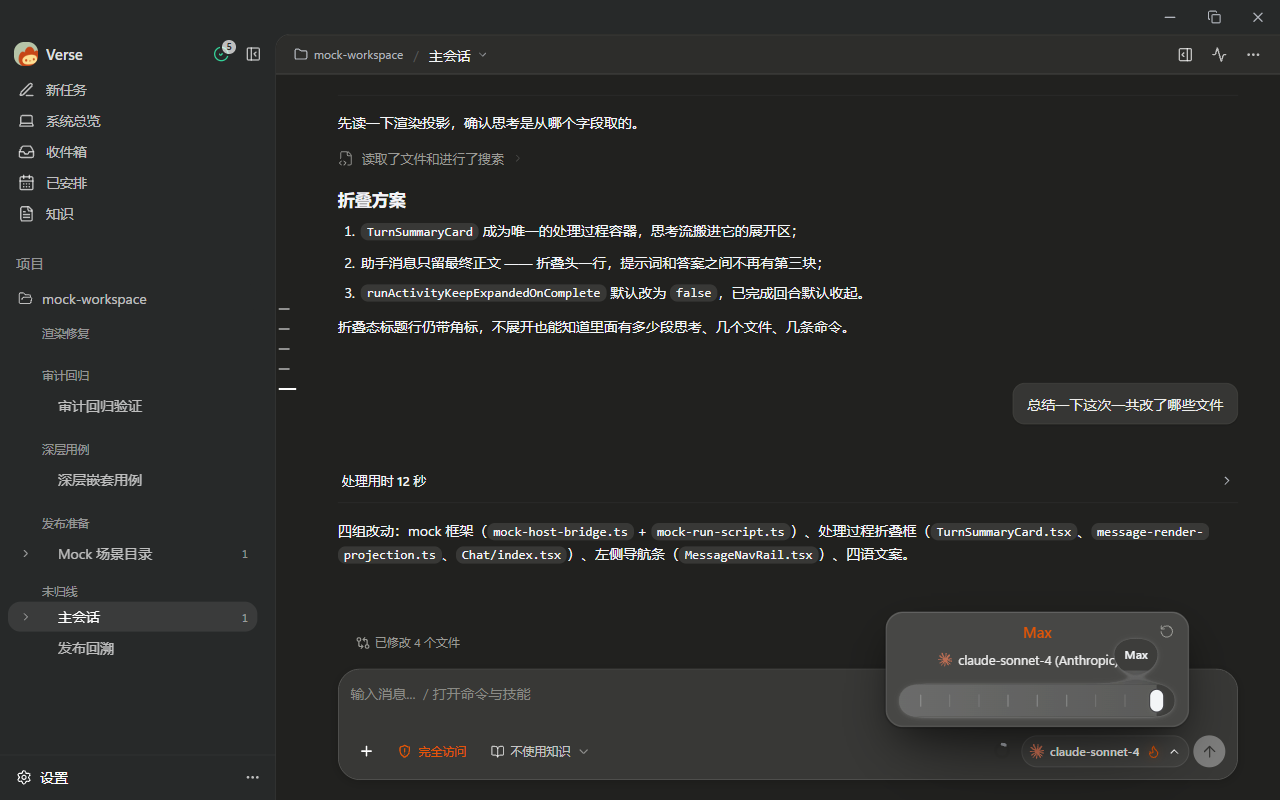 Verse
5
新任务
系统总览
收件箱
已安排
知识
项目
mock-workspace
渲染修复
审计回归
审计回归验证
深层用例
深层嵌套用例
发布准备
Mock 场景目录 1
未归线
主会话 1
发布回溯
设置
mock-workspace / 主会话
先读一下渲染投影，确认思考是从哪个字段取的。
读取了文件和进行了搜索
折叠方案
1. TurnSummaryCard 成为唯一的处理过程容器，思考流搬进它的展开区；
2. 助手消息只留最终正文 —— 折叠头一行，提示词和答案之间不再有第三块；
3. runActivityKeepExpandedOnComplete 默认改为 false，已完成回合默认收起。
折叠态标题行仍带角标，不展开也能知道里面有多少段思考、几个文件、几条命令。
总结一下这次一共改了哪些文件
处理用时 12 秒
四组改动：mock 框架（mock-host-bridge.ts + mock-run-script.ts）、处理过程折叠框（TurnSummaryCard.tsx、message-render-
projection.ts、Chat/index.tsx）、左侧导航条（MessageNavRail.tsx）、四语文案。
已修改 4 个文件
Max
claude-sonnet-4 (Anthropic
Max
输入消息... / 打开命令与技能
完全访问
不使用知识
claude-sonnet-4